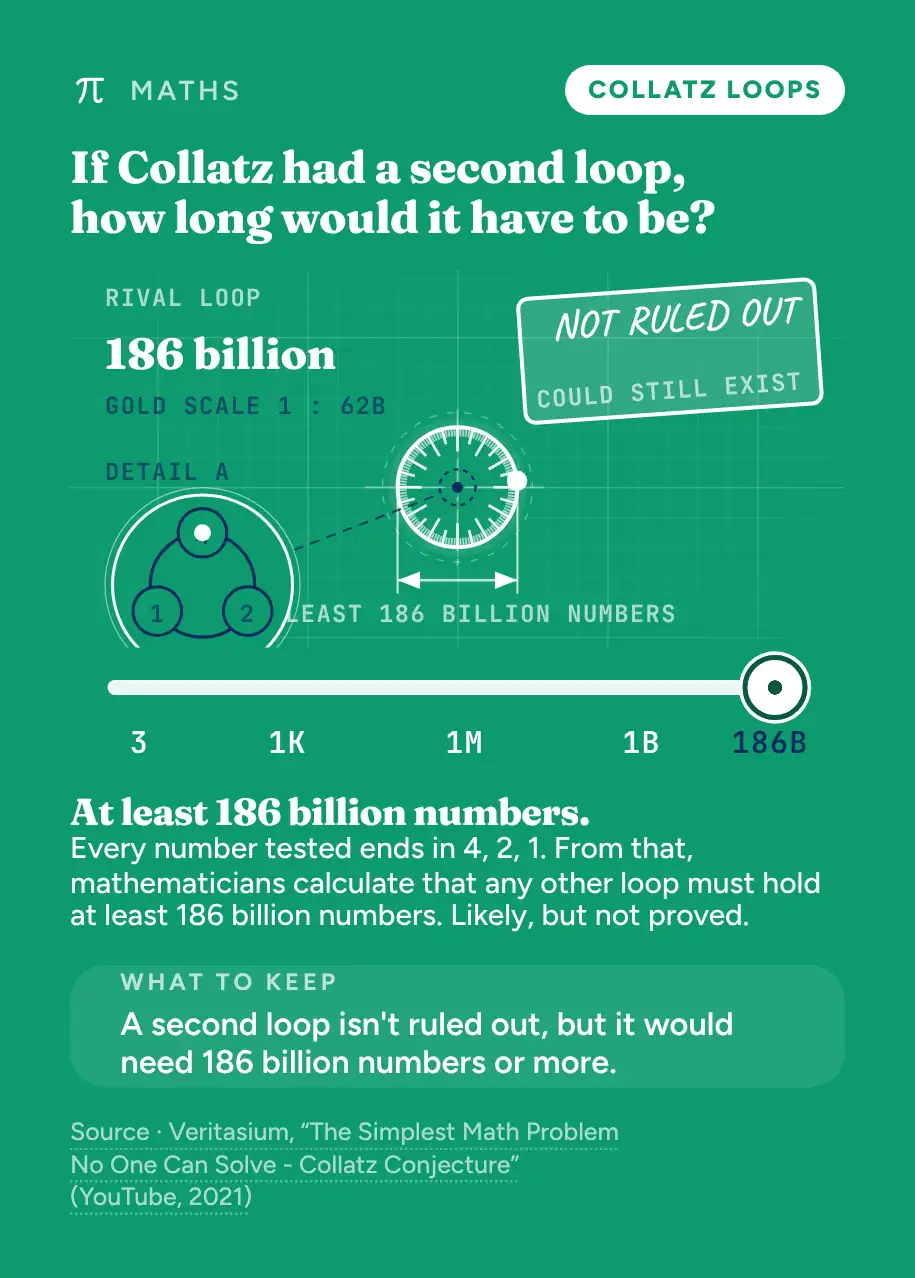 π MATHS
COLLATZ LOOPS
If Collatz had a second loop,
how long would it have to be?
RIVAL LOOP
186 billion
GOLD SCALE 1 : 62B
NOT RULED OUT
COULD STILL EXIST
DETAIL A
1
2
LEAST 186 BILLION NUMBERS
3
1K
1M
1B
186B
At least 186 billion numbers.
Every number tested ends in 4, 2, 1. From that,
mathematicians calculate that any other loop must hold
at least 186 billion numbers. Likely, but not proved.
WHAT TO KEEP
A second loop isn't ruled out, but it would
need 186 billion numbers or more.
Source · Veritasium, “The Simplest Math Problem
No One Can Solve - Collatz Conjecture”
(YouTube, 2021)